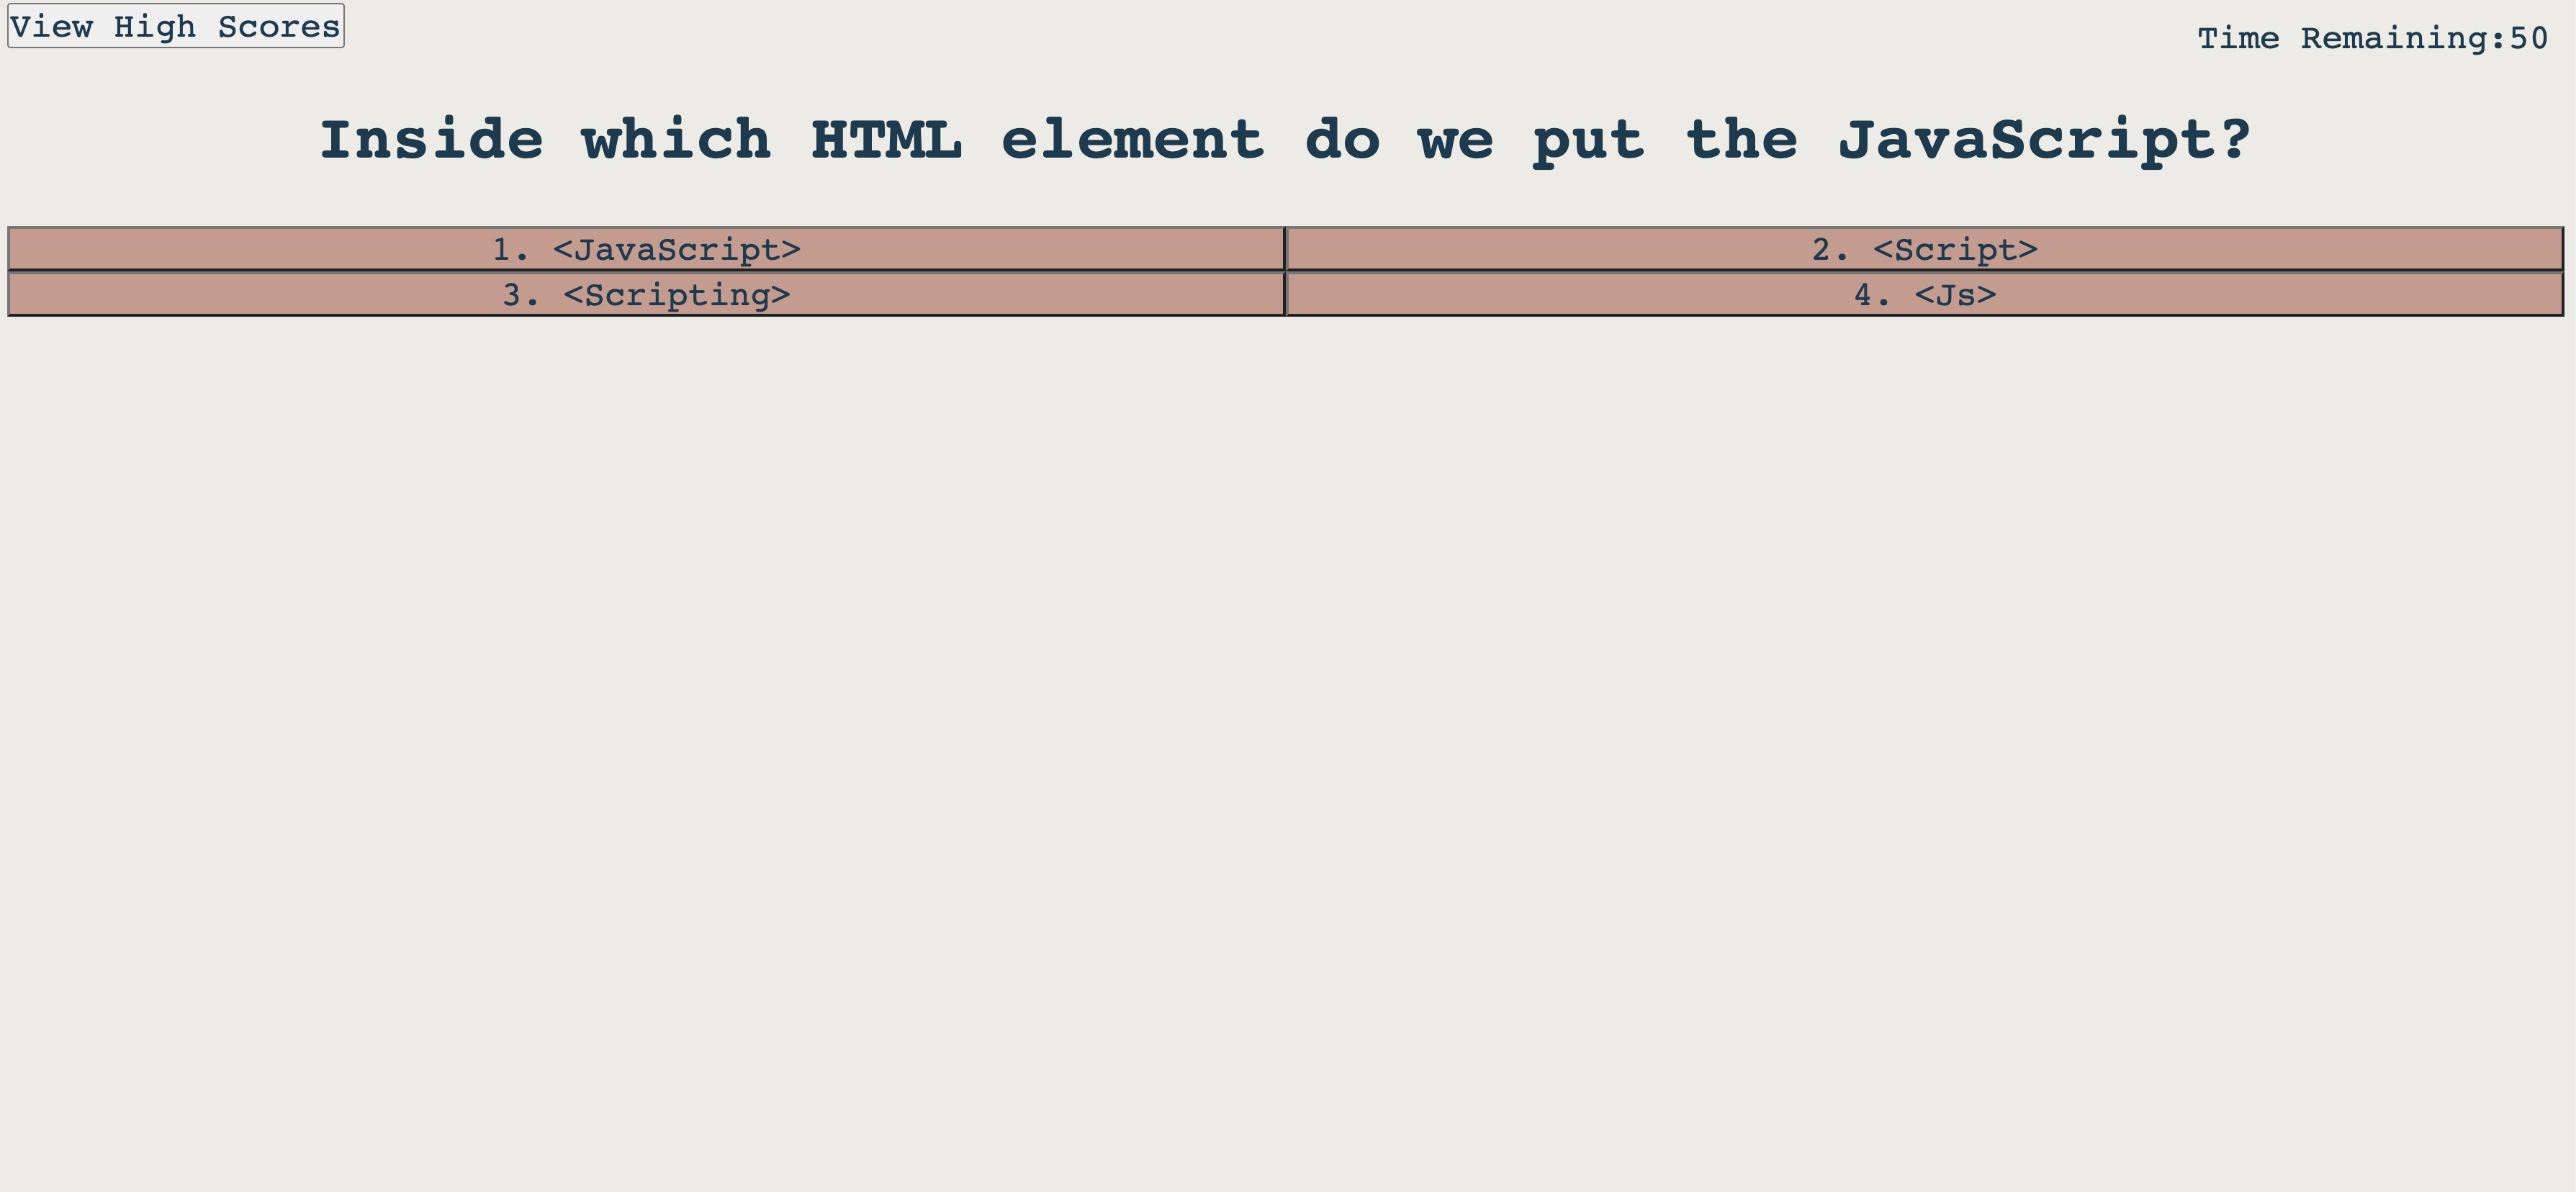 View High Scores
Time Remaining:50
Inside which HTML element do we put the JavaScript?
1. <JavaScript>
2. <Script>
3. <Scripting>
4. <Js>